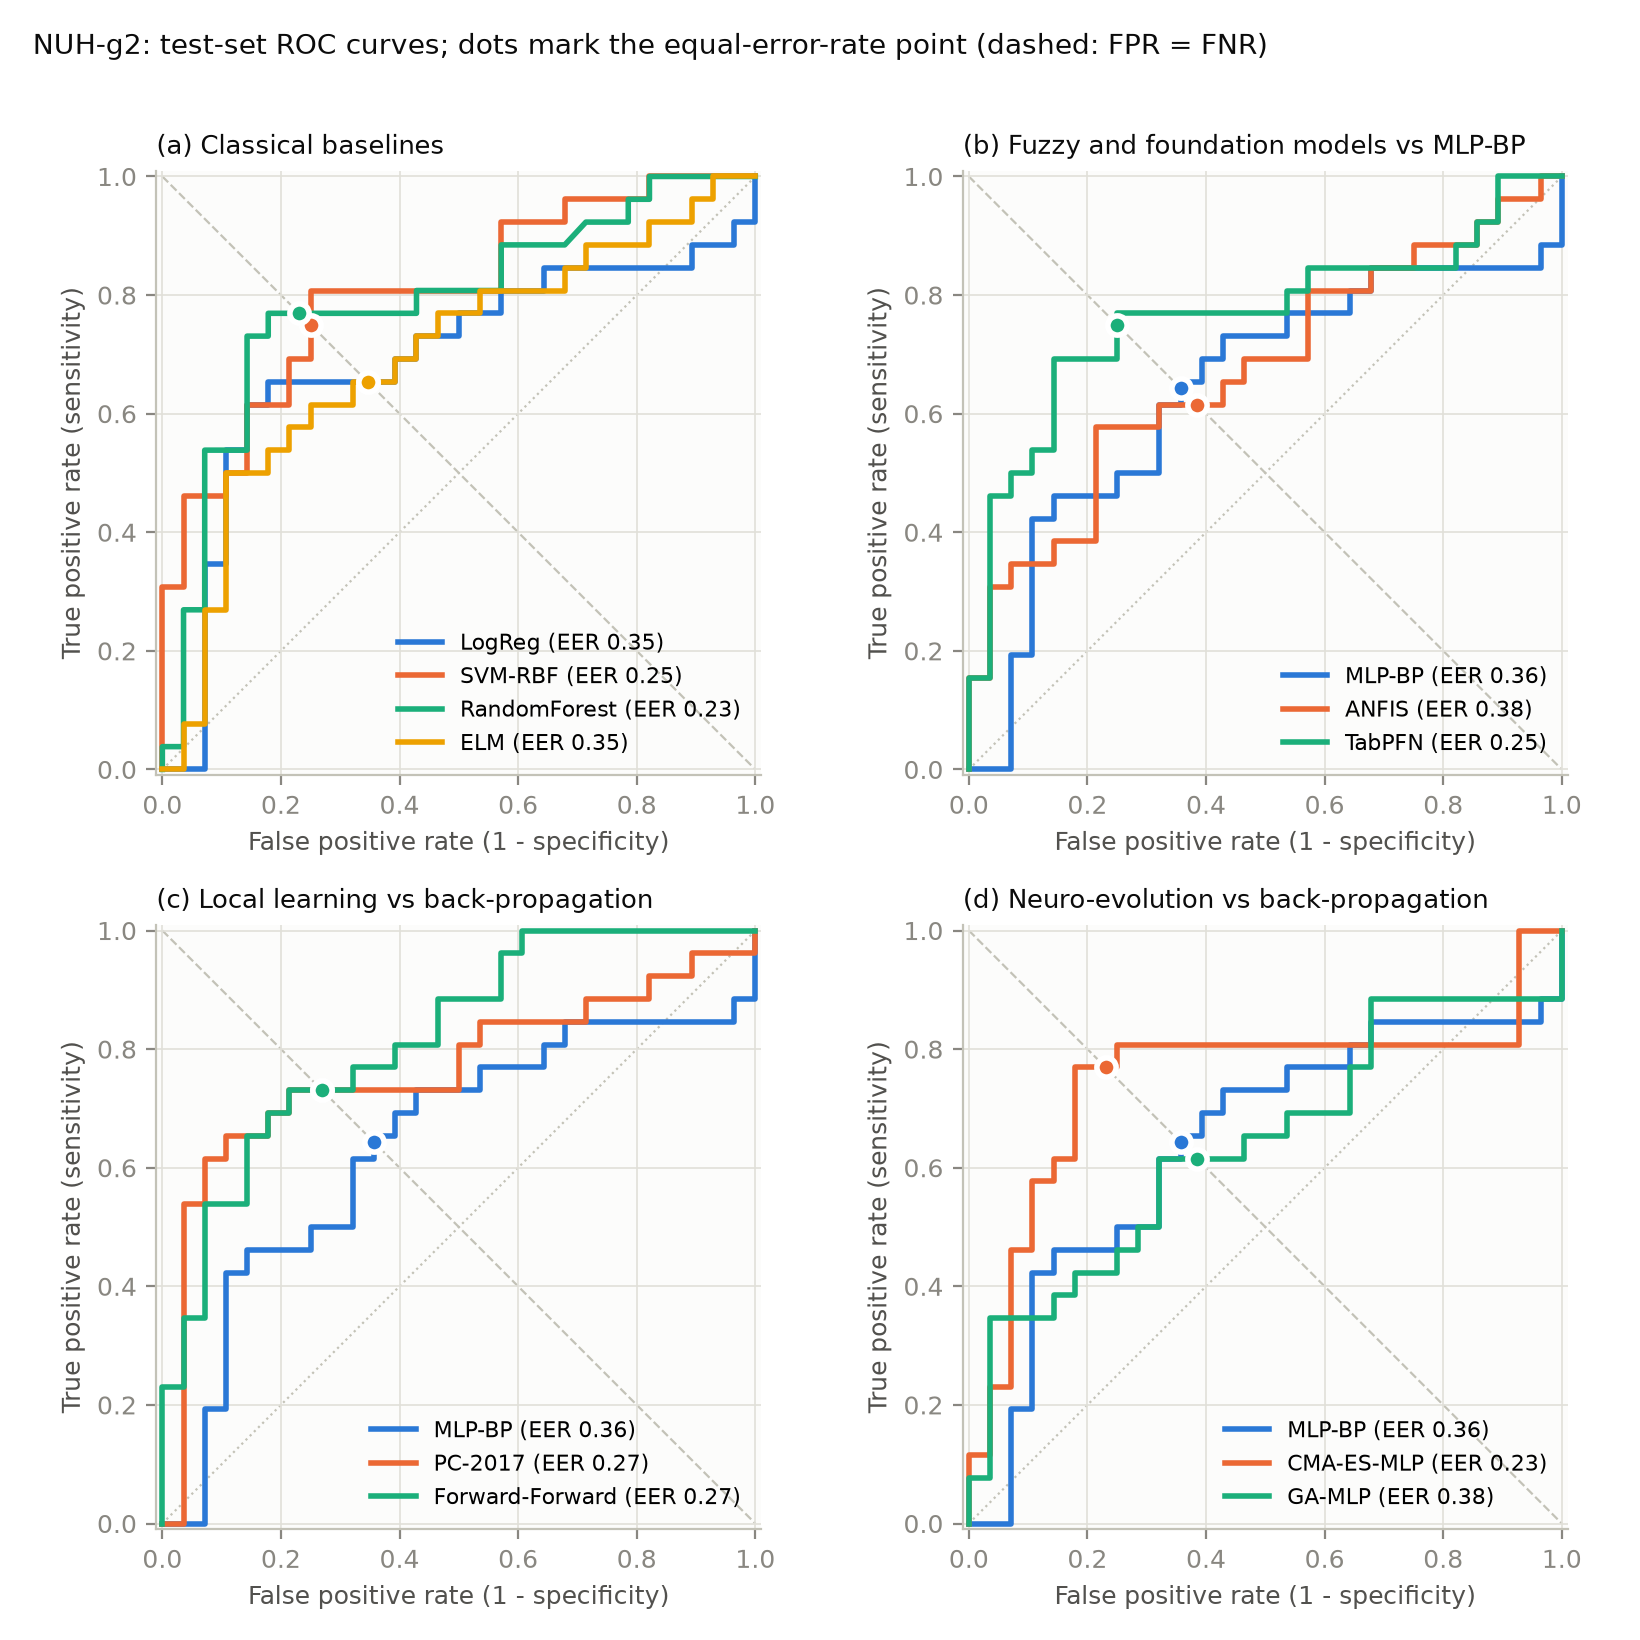 NUH-g2: test-set ROC curves; dots mark the equal-error-rate point (dashed: FPR = FNR)
(a) Classical baselines
1.0
0.8
0.6
0.4
0.2
0.0
True positive rate (sensitivity)
LogReg (EER 0.35)
SVM-RBF (EER 0.25)
RandomForest (EER 0.23)
ELM (EER 0.35)
0.0 0.2 0.4 0.6 0.8 1.0
False positive rate (1 - specificity)
(b) Fuzzy and foundation models vs MLP-BP
1.0
0.8
0.6
0.4
0.2
0.0
True positive rate (sensitivity)
MLP-BP (EER 0.36)
ANFIS (EER 0.38)
TabPFN (EER 0.25)
0.0 0.2 0.4 0.6 0.8 1.0
False positive rate (1 - specificity)
(c) Local learning vs back-propagation
1.0
0.8
0.6
0.4
0.2
0.0
True positive rate (sensitivity)
MLP-BP (EER 0.36)
PC-2017 (EER 0.27)
Forward-Forward (EER 0.27)
0.0 0.2 0.4 0.6 0.8 1.0
False positive rate (1 - specificity)
(d) Neuro-evolution vs back-propagation
1.0
0.8
0.6
0.4
0.2
0.0
True positive rate (sensitivity)
MLP-BP (EER 0.36)
CMA-ES-MLP (EER 0.23)
GA-MLP (EER 0.38)
0.0 0.2 0.4 0.6 0.8 1.0
False positive rate (1 - specificity)